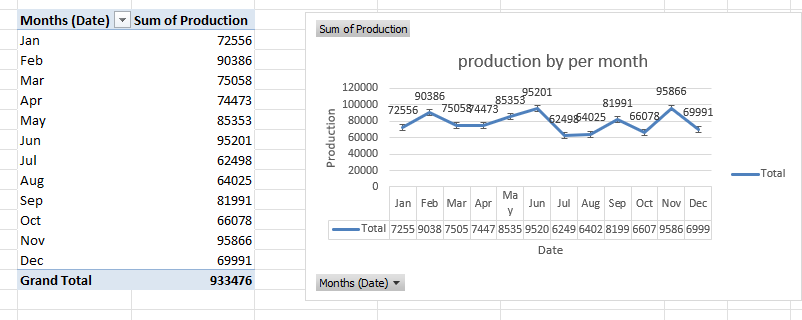 Months (Date) Sum of Production
Jan 72556
Feb 90386
Mar 75058
Apr 74473
May 85353
Jun 95201
Jul 62498
Aug 64025
Sep 81991
Oct 66078
Nov 95866
Dec 69991
Grand Total 933476
Sum of Production
production by per month
Production
120000
100000
80000
60000
40000
20000
0
72556 90386 75058 74473 85353 95201 62498 64025 81991 66078 95866 69991
Jan Feb Mar Apr Ma
y Jun Jul Aug Sep Oct Nov Dec
Total 7255 9038 7505 7447 8535 9520 6249 6402 8199 6607 9586 6999
Date
Total
Months (Date)